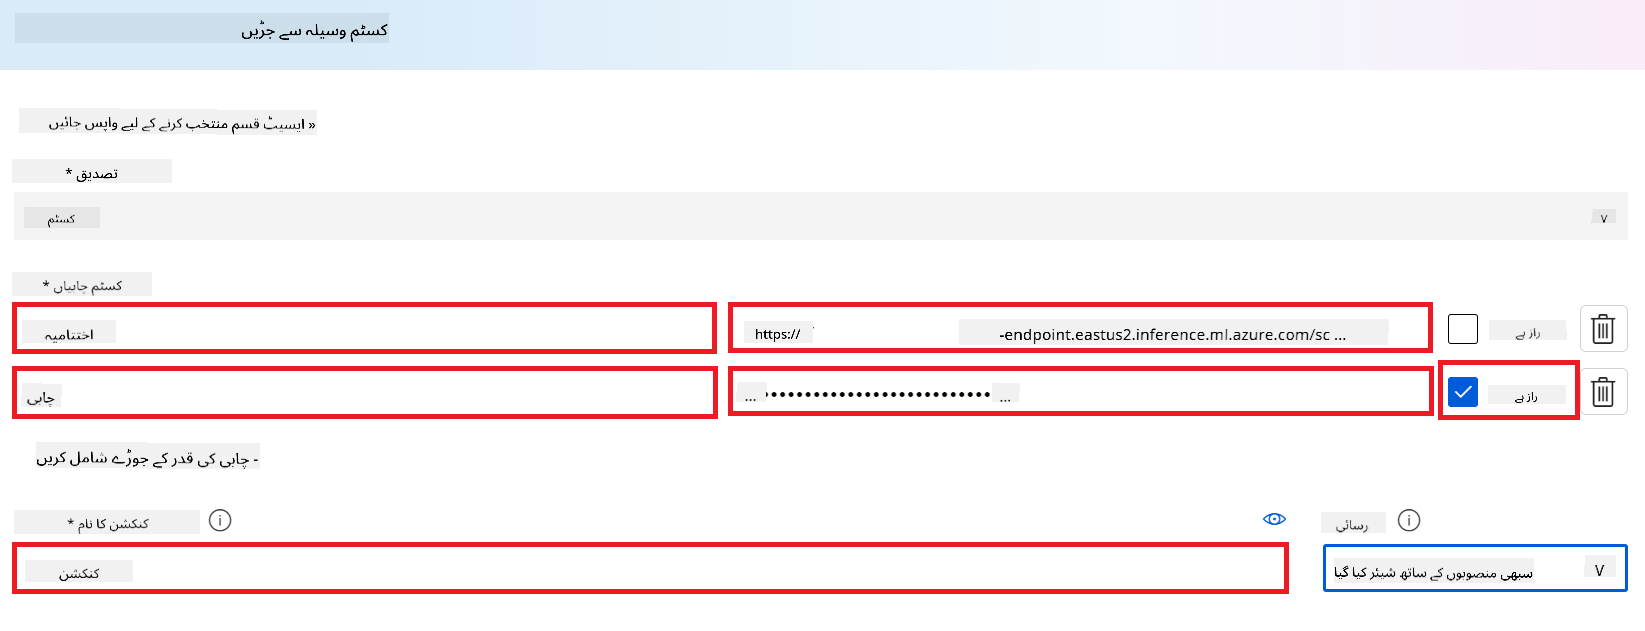 کسٹم وسیلہ سے جڑیں
« ایسیٹ قسم منتخب کرنے کے لیے واپس جائیں
تصدیق *
کسٹم
v
کسٹم چابیاں *
اختتامیہ
https://
-endpoint.eastus2.inference.ml.azure.com/sc ...
راز ہے
چابی
... •••••••••••••••••••••••••••• ...
راز ہے
- چابی کی قدر کے جوڑے شامل کریں
کنکشن کا نام *
رسائی
کنکشن
سبھی منصوبوں کے ساتھ شیئر کیا گیا
V